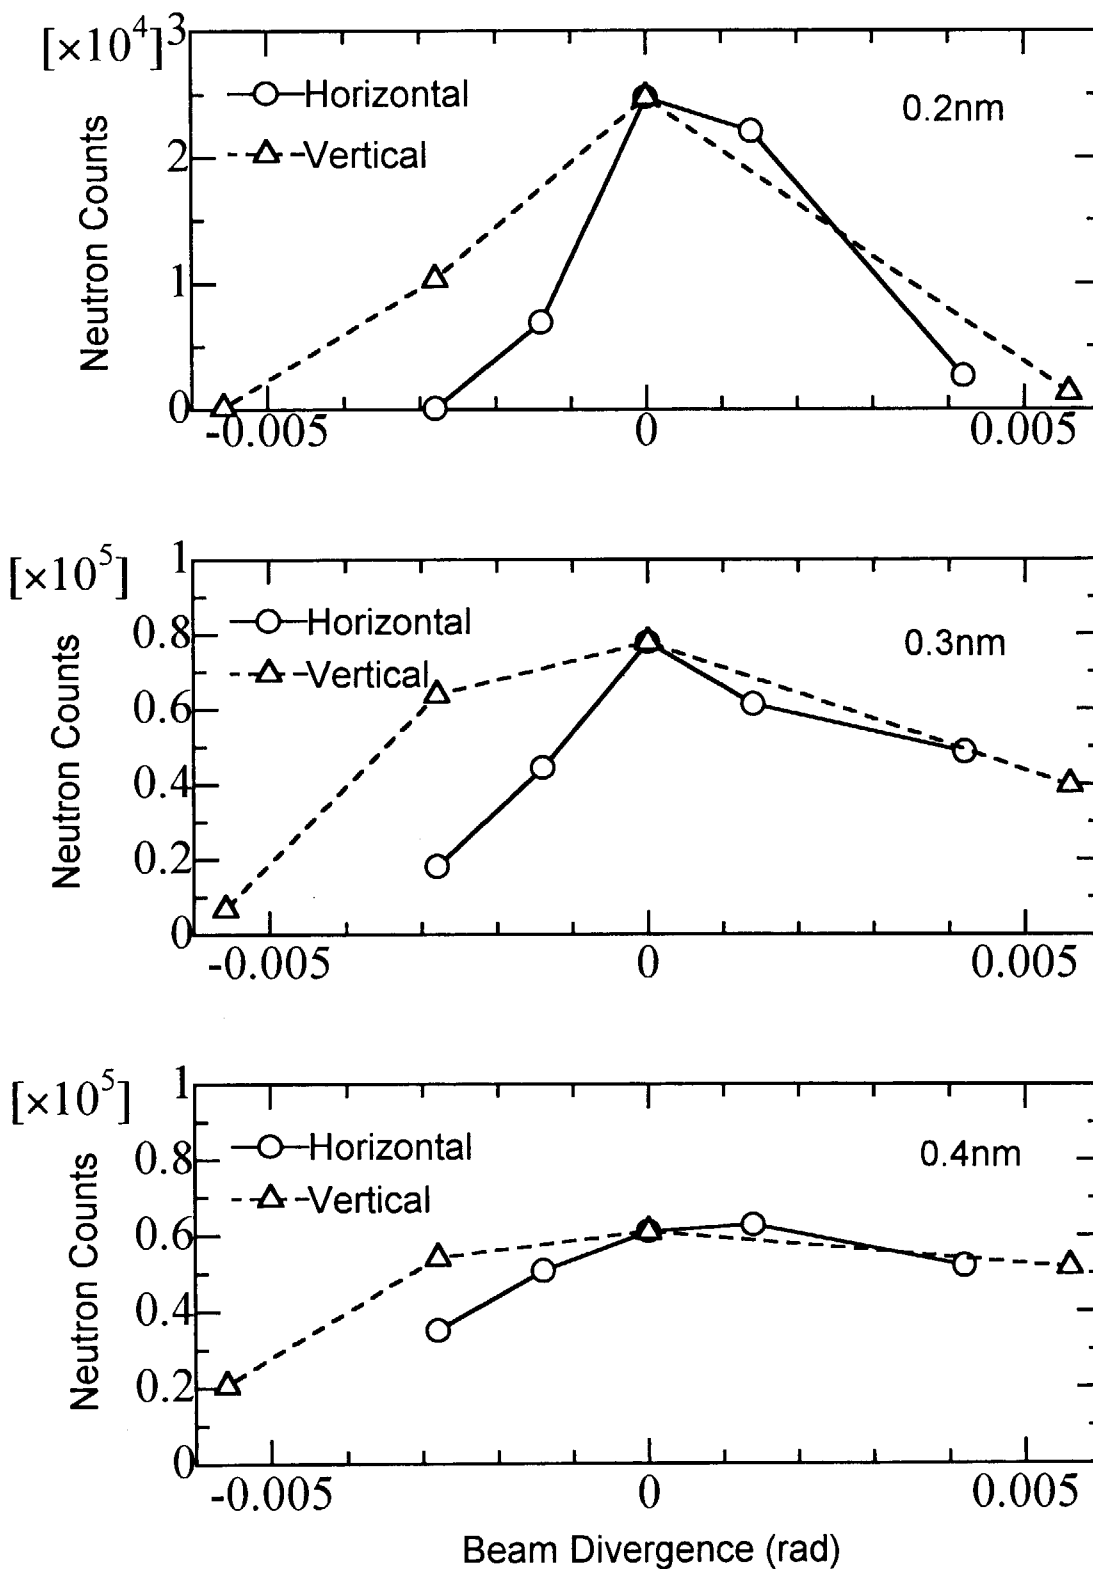 [×10⁴]
3
Horizontal
0.2nm
Vertical
2
1
0
Neutron Counts
-0.005 0 0.005
[×10⁵]
1
Horizontal
0.3nm
0.8
Vertical
0.6
0.4
0.2
0
Neutron Counts
-0.005 0 0.005
[×10⁵]
1
Horizontal
0.4nm
0.8
Vertical
0.6
0.4
0.2
0
Neutron Counts
-0.005 0 0.005
Beam Divergence (rad)